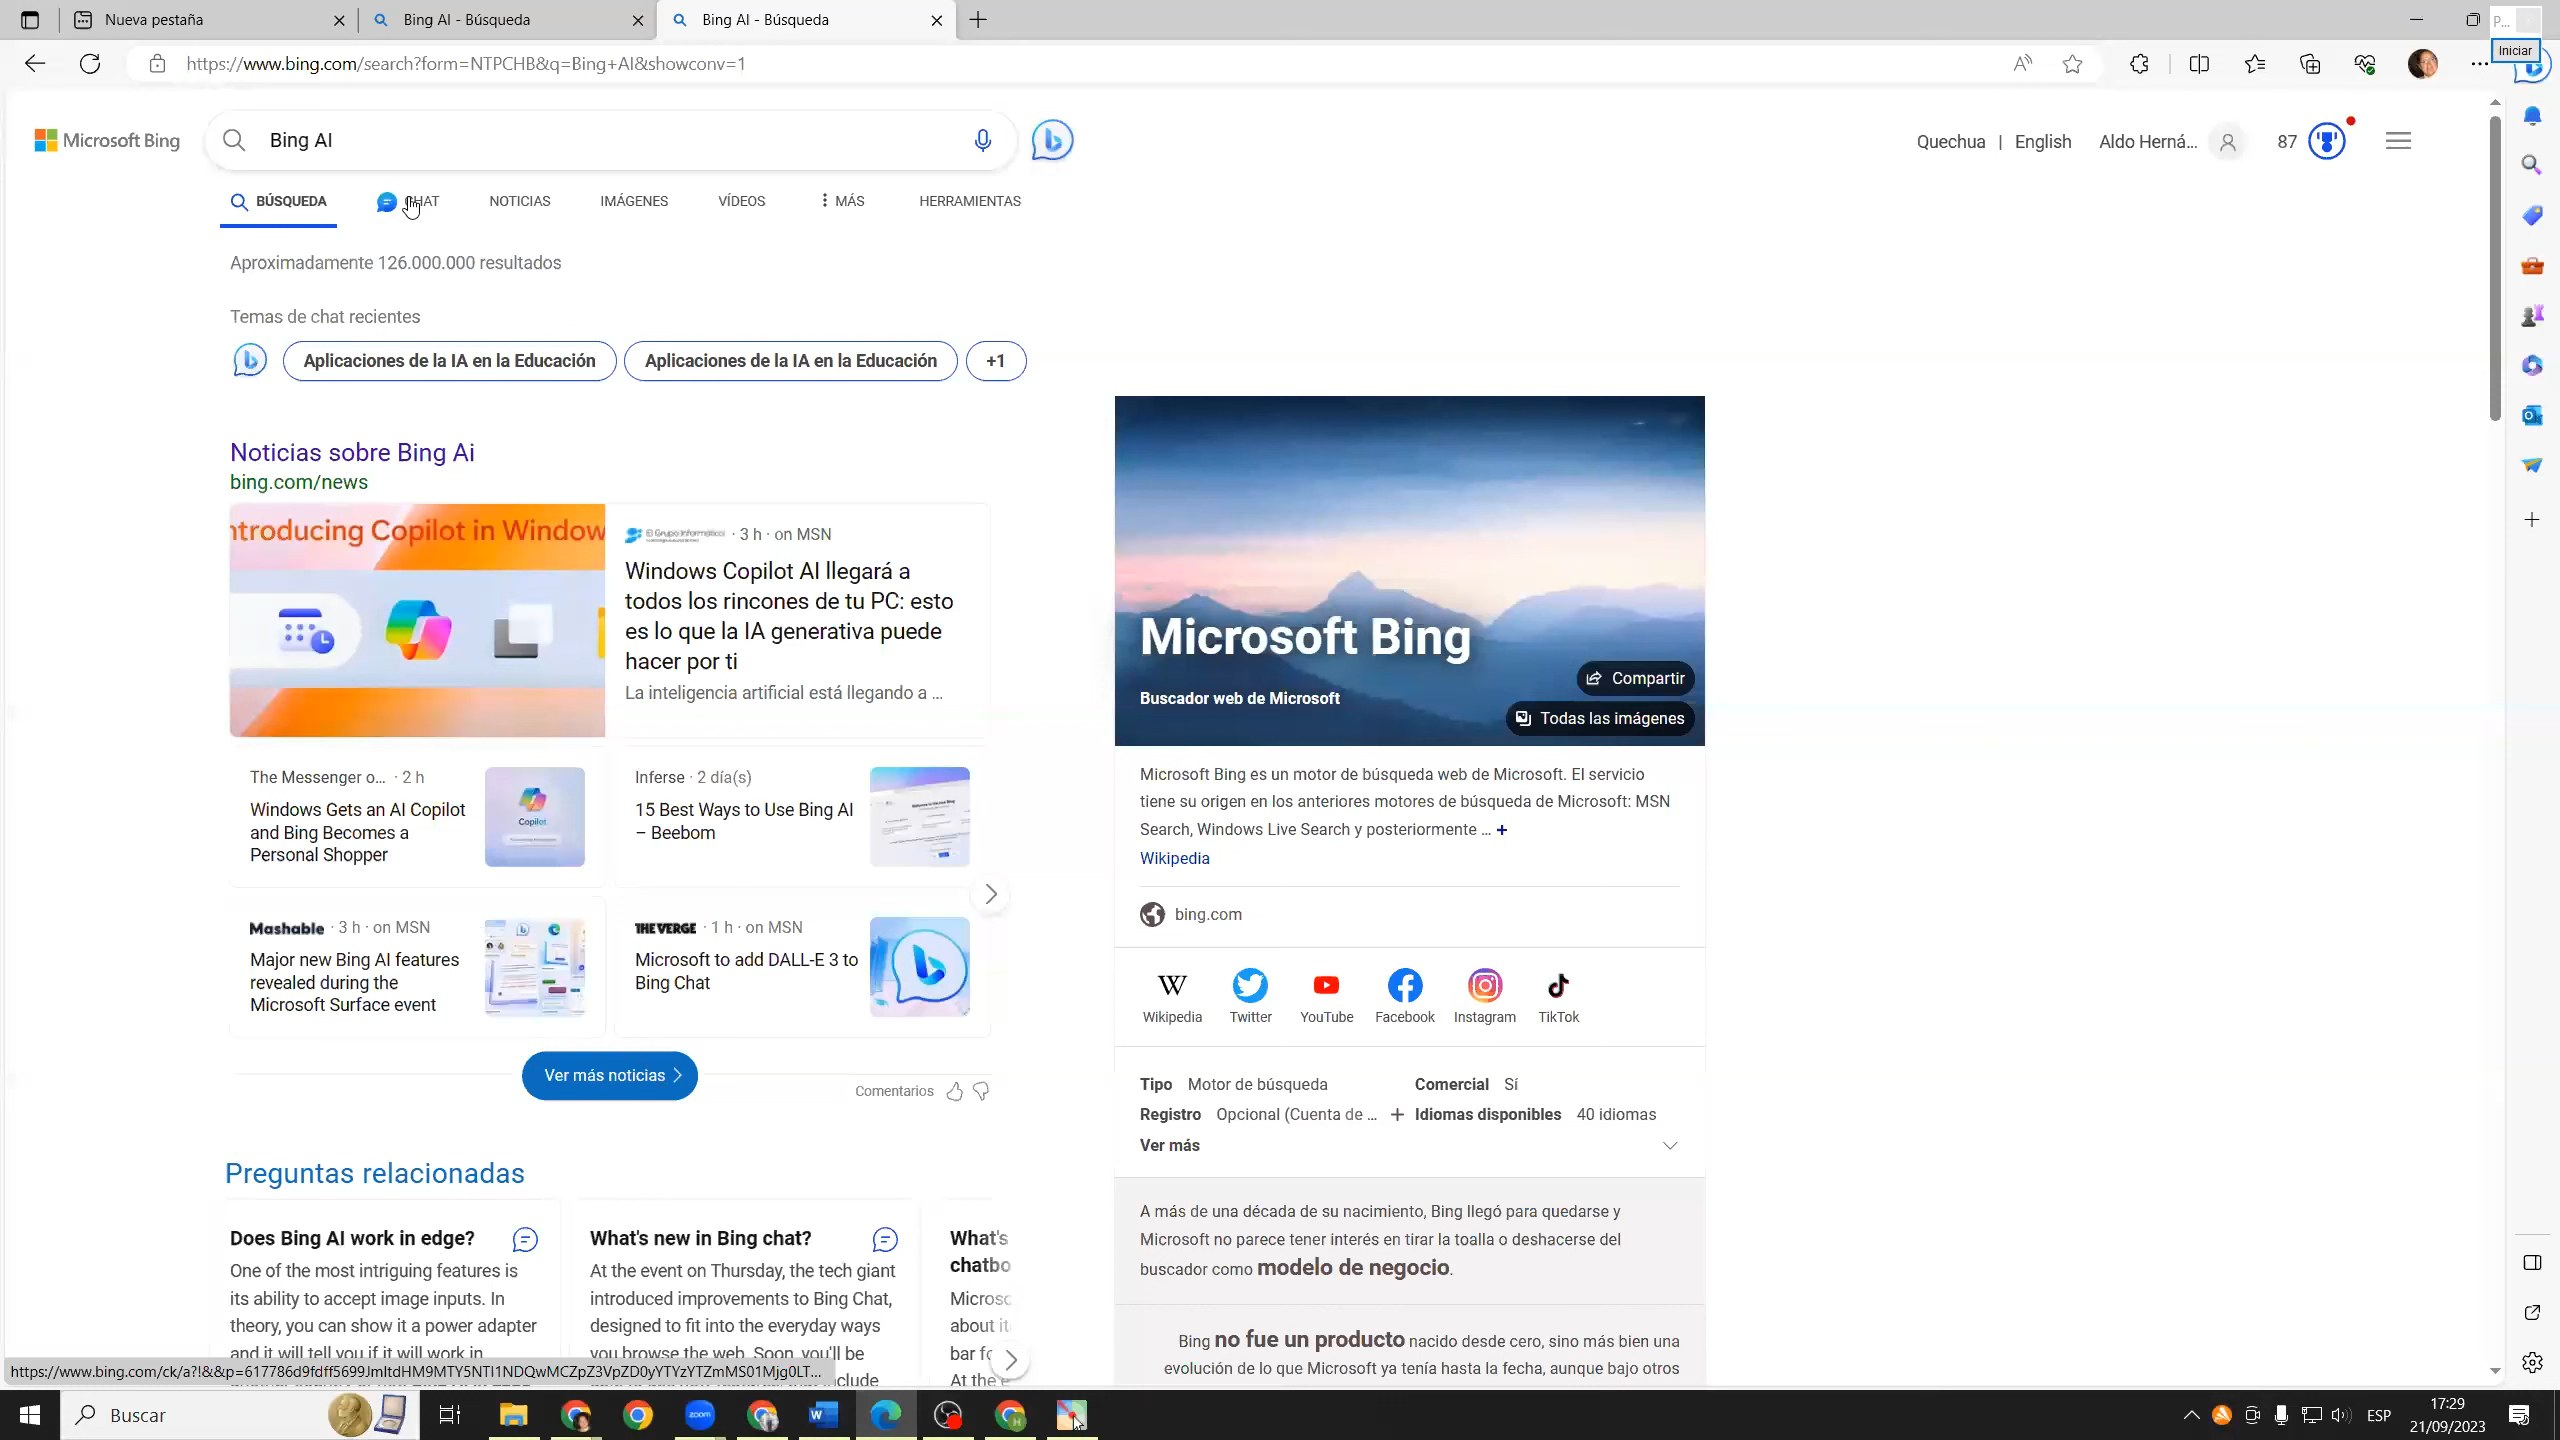 Nueva pestaña
Bing AI - Búsqueda
Bing AI - Búsqueda
P...
Iniciar
https://www.bing.com/search?form=NTPCHB&q=Bing+AI&showconv=1
Microsoft Bing
Bing AI
Quechua | English Aldo Herná... 87
BÚSQUEDA
HAT
NOTICIAS
IMÁGENES
VÍDEOS
MÁS
HERRAMIENTAS
Aproximadamente 126.000.000 resultados
Temas de chat recientes
Aplicaciones de la IA en la Educación
Aplicaciones de la IA en la Educación
+1
Noticias sobre Bing Ai
bing.com/news
ntroducing Copilot in Window
El Grupo Informático · 3 h · on MSN
Windows Copilot AI llegará a
todos los rincones de tu PC: esto
es lo que la IA generativa puede
hacer por ti
La inteligencia artificial está llegando a ...
The Messenger o... · 2 h
Windows Gets an AI Copilot
and Bing Becomes a
Personal Shopper
Copilot
Inferse · 2 día(s)
15 Best Ways to Use Bing AI
– Beebom
Mashable · 3 h · on MSN
Major new Bing AI features
revealed during the
Microsoft Surface event
THE VERGE · 1 h · on MSN
Microsoft to add DALL-E 3 to
Bing Chat
Ver más noticias
Comentarios
Preguntas relacionadas
Does Bing AI work in edge?
One of the most intriguing features is
its ability to accept image inputs. In
theory, you can show it a power adapter
and it will tell you if it will work in
What's new in Bing chat?
At the event on Thursday, the tech giant
introduced improvements to Bing Chat,
designed to fit into the everyday ways
you browse the web. Soon, you'll be
include
What's
chatbo
Microsc
about it
bar fo
At the e
Microsoft Bing
Buscador web de Microsoft
Compartir
Todas las imágenes
Microsoft Bing es un motor de búsqueda web de Microsoft. El servicio
tiene su origen en los anteriores motores de búsqueda de Microsoft: MSN
Search, Windows Live Search y posteriormente ... +
Wikipedia
bing.com
Wikipedia
Twitter
YouTube
Facebook
Instagram
TikTok
Tipo Motor de búsqueda
Comercial Sí
Registro Opcional (Cuenta de ... +
Idiomas disponibles 40 idiomas
Ver más
A más de una década de su nacimiento, Bing llegó para quedarse y
Microsoft no parece tener interés en tirar la toalla o deshacerse del
buscador como modelo de negocio.
Bing no fue un producto nacido desde cero, sino más bien una
evolución de lo que Microsoft ya tenía hasta la fecha, aunque bajo otros
https://www.bing.com/ck/a?!&&p=617786d9fdff5699JmltdHM9MTY5NTI1NDQwMCZpZ3VpZD0yYTYzYTZmMS01Mjg0LT...
Buscar
zoom
ESP
17:29
21/09/2023